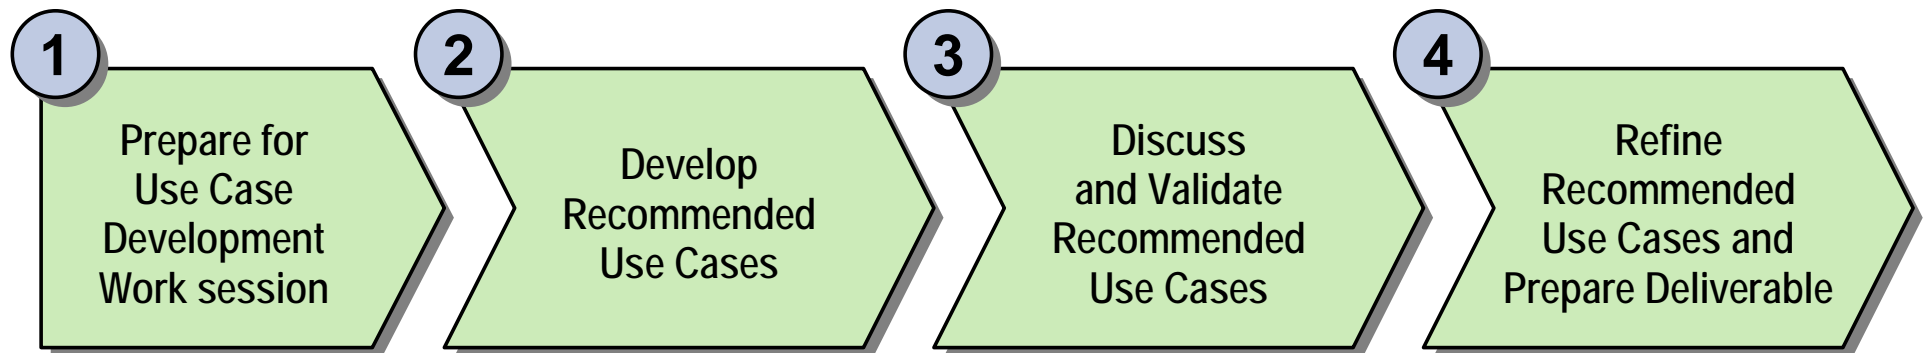 1
Prepare for
Use Case
Development
Work session
2
Develop
Recommended
Use Cases
3
Discuss
and Validate
Recommended
Use Cases
4
Refine
Recommended
Use Cases and
Prepare Deliverable